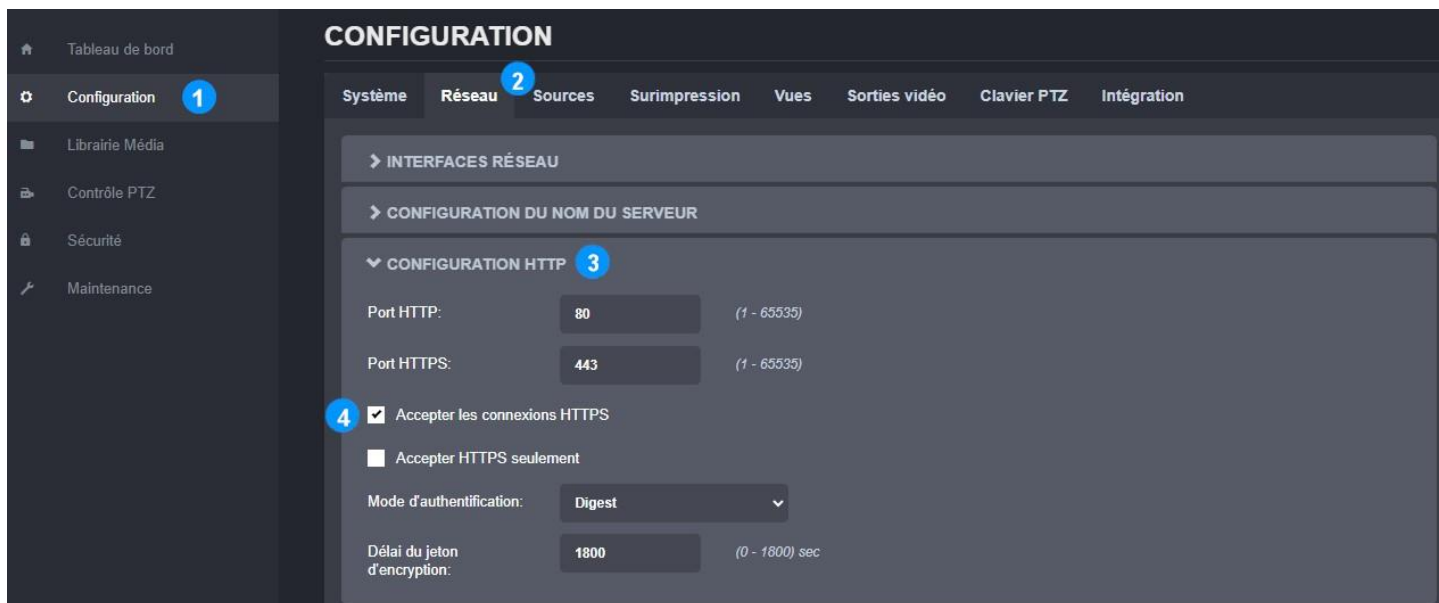 CONFIGURATION
Tableau de bord
Configuration 1
Librairie Média
Contrôle PTZ
Sécurité
Maintenance
Système Réseau 2 Sources Surimpression Vues Sorties vidéo Clavier PTZ Intégration
INTERFACES RÉSEAU
CONFIGURATION DU NOM DU SERVEUR
CONFIGURATION HTTP 3
Port HTTP: 80 (1 - 65535)
Port HTTPS: 443 (1 - 65535)
4 Accepter les connexions HTTPS
Accepter HTTPS seulement
Mode d'authentification: Digest
Délai du jeton
d'encryption: 1800 (0 - 1800) sec